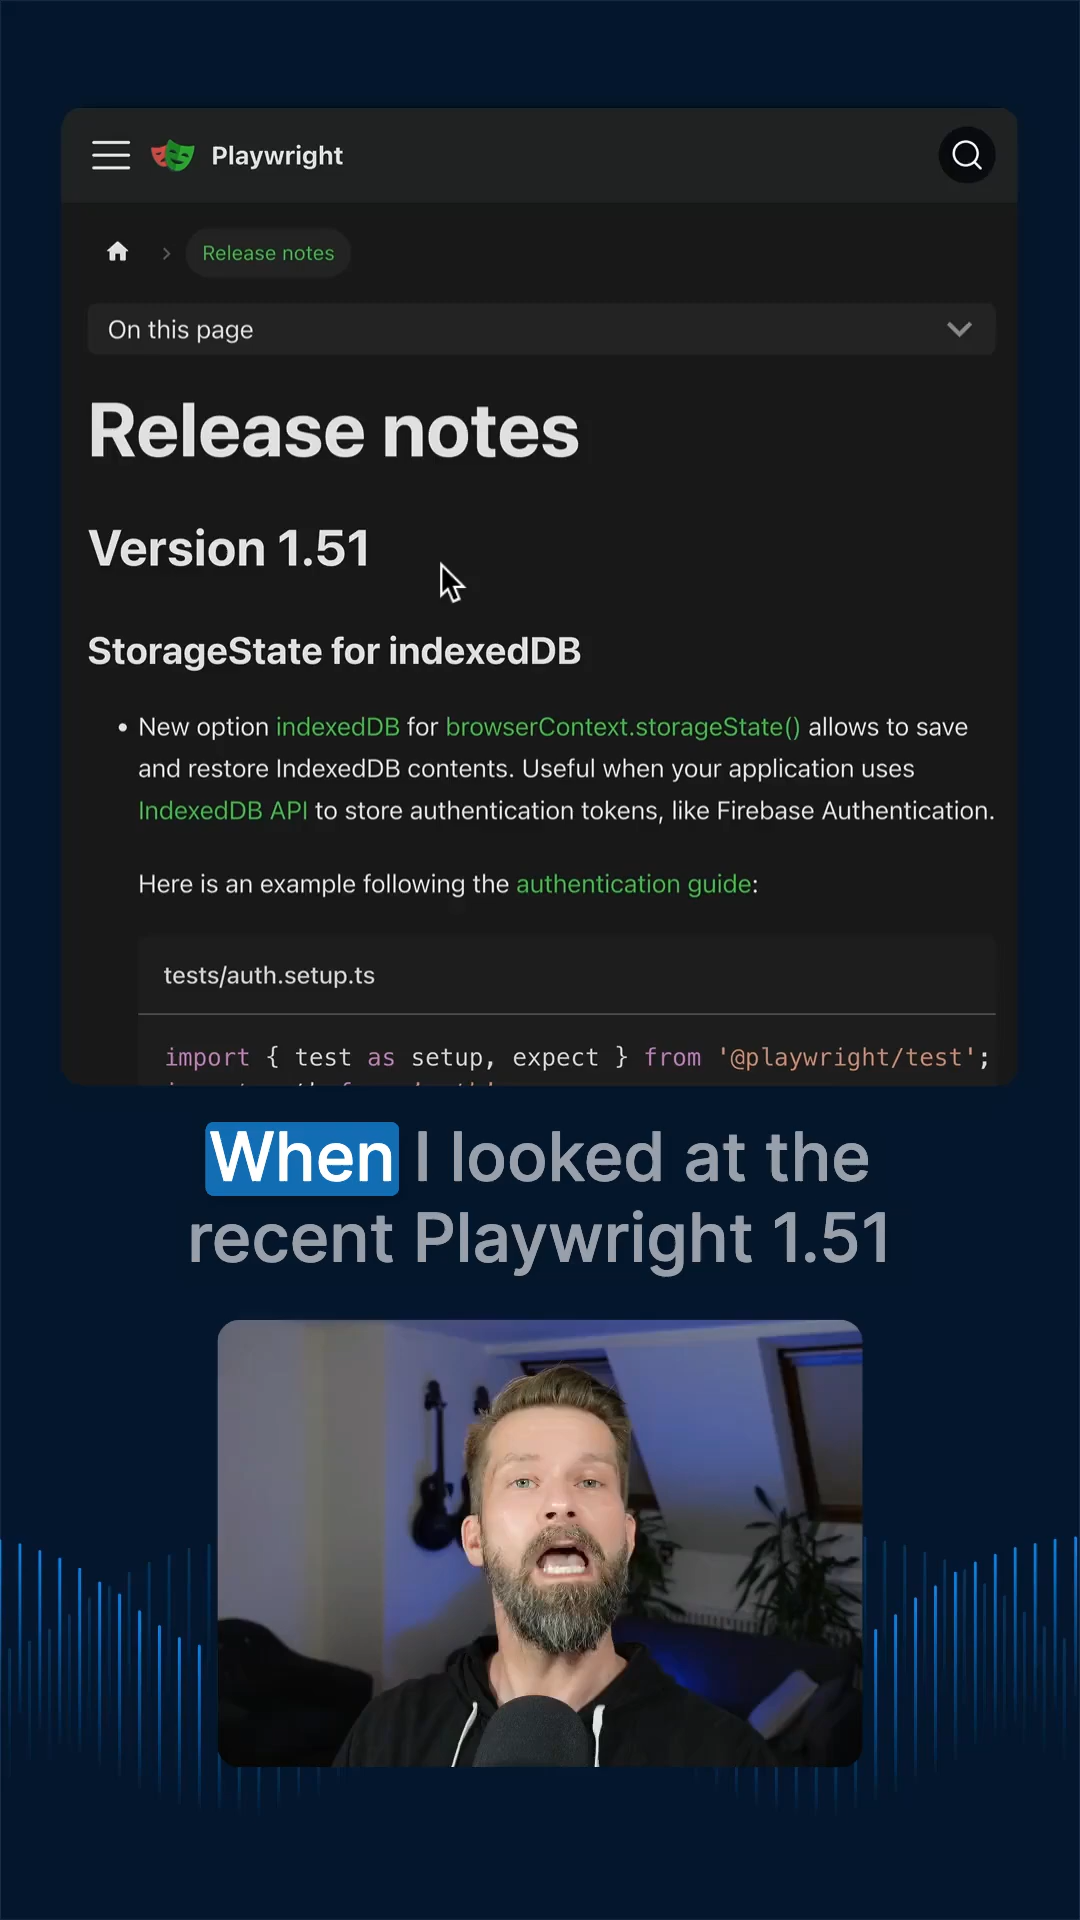 Playwright
Release notes
On this page
Release notes
Version 1.51
StorageState for indexedDB
New option indexedDB for browserContext.storageState() allows to save
and restore IndexedDB contents. Useful when your application uses
IndexedDB API to store authentication tokens, like Firebase Authentication.
Here is an example following the authentication guide:
tests/auth.setup.ts
import { test as setup, expect } from '@playwright/test';
When I looked at the
recent Playwright 1.51